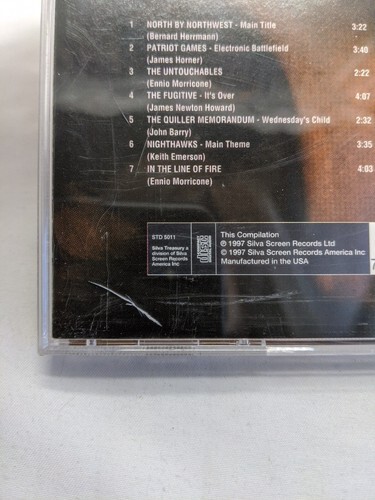 1 NORTH BY NORTHWEST - Main Title 3:22
(Bernard Herrmann)
2 PATRIOT GAMES - Electronic Battlefield 3:40
(James Horner)
3 THE UNTOUCHABLES 2:22
(Ennio Morricone)
4 THE FUGITIVE - It's Over 4:07
(James Newton Howard)
5 THE QUILLER MEMORANDUM - Wednesday's Child 2:32
(John Barry)
6 NIGHTHAWKS - Main Theme 3:35
(Keith Emerson)
7 IN THE LINE OF FIRE 4:03
(Ennio Morricone)
STD 5011
Silva Treasury a
division of Silva
Screen Records
America Inc
This Compilation
℗ 1997 Silva Screen Records Ltd
© 1997 Silva Screen Records America Inc
Manufactured in the USA